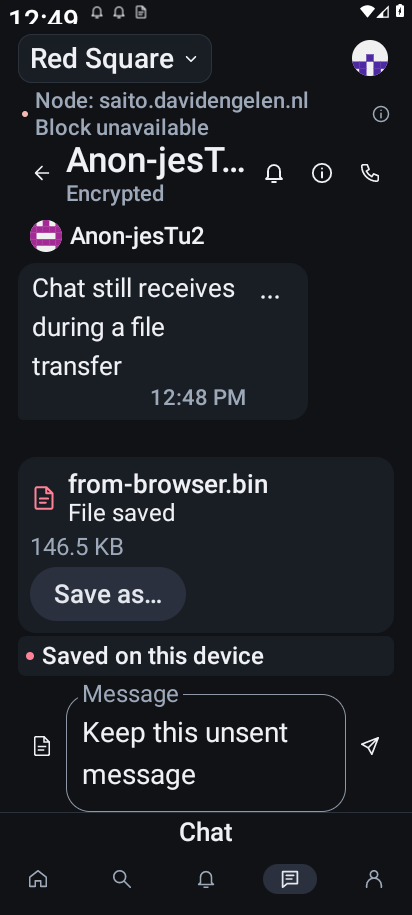 12:49
Red Square
Node: saito.davidengelen.nl
Block unavailable
Anon-jesT...
Encrypted
Anon-jesTu2
Chat still receives
during a file
transfer
12:48 PM
from-browser.bin
File saved
146.5 KB
Save as...
Saved on this device
Message
Keep this unsent
message
Chat